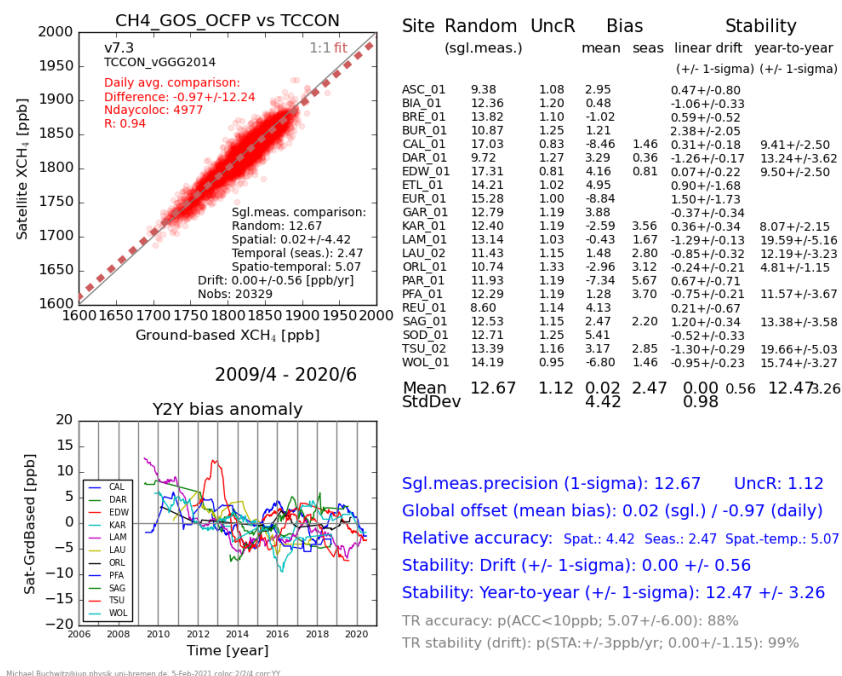 CH4_GOS_OCFP vs TCCON
v7.3
TCCON_vGGG2014
1:1 fit
Daily avg. comparison:
Difference: -0.97+/-12.24
Ndaycoloc: 4977
R: 0.94
Sgl.meas. comparison:
Random: 12.67
Spatial: 0.02+/-4.42
Temporal (seas.): 2.47
Spatio-temporal: 5.07
Drift: 0.00+/-0.56 [ppb/yr]
Nobs: 20329
Satellite XCH4 [ppb]
2000
1950
1900
1850
1800
1750
1700
1650
1600
1600 1650 1700 1750 1800 1850 1900 1950 2000
Ground-based XCH4 [ppb]
2009/4 - 2020/6
Y2Y bias anomaly
Sat-GrdBased [ppb]
20
15
10
5
0
−5
−10
−15
−20
CAL
DAR
EDW
KAR
LAM
LAU
ORL
PFA
SAG
TSU
WOL
2006 2008 2010 2012 2014 2016 2018 2020
Time [year]
Site Random UncR Bias Stability
(sgl.meas.) mean seas linear drift year-to-year
(+/- 1-sigma) (+/- 1-sigma)
ASC_01 9.38 1.08 2.95 0.47+/-0.80
BIA_01 12.36 1.20 0.48 -1.06+/-0.33
BRE_01 13.82 1.10 -1.02 0.59+/-0.52
BUR_01 10.87 1.25 1.21 2.38+/-2.05
CAL_01 17.03 0.83 -8.46 1.46 0.31+/-0.18 9.41+/-2.50
DAR_01 9.72 1.27 3.29 0.36 -1.26+/-0.17 13.24+/-3.62
EDW_01 17.31 0.81 4.16 0.81 0.07+/-0.22 9.50+/-2.50
ETL_01 14.21 1.02 4.95 0.90+/-1.68
EUR_01 15.28 1.00 -8.84 1.50+/-1.73
GAR_01 12.79 1.19 3.88 -0.37+/-0.34
KAR_01 12.40 1.19 -2.59 3.56 0.36+/-0.34 8.07+/-2.15
LAM_01 13.14 1.03 -0.43 1.67 -1.29+/-0.13 19.59+/-5.16
LAU_02 11.43 1.15 1.48 2.80 -0.85+/-0.32 12.19+/-3.23
ORL_01 10.74 1.33 -2.96 3.12 -0.24+/-0.21 4.81+/-1.15
PAR_01 11.93 1.19 -7.34 5.67 0.67+/-0.71
PFA_01 12.29 1.19 1.28 3.70 -0.75+/-0.21 11.57+/-3.67
REU_01 8.60 1.14 4.13 0.21+/-0.67
SAG_01 12.53 1.15 2.47 2.20 1.20+/-0.34 13.38+/-3.58
SOD_01 12.71 1.25 5.41 -0.52+/-0.33
TSU_02 13.39 1.16 3.17 2.85 -1.30+/-0.29 19.66+/-5.03
WOL_01 14.19 0.95 -6.80 1.46 -0.95+/-0.23 15.74+/-3.27
Mean 12.67 1.12 0.02 2.47 0.00 0.56 12.47 3.26
StdDev 4.42 0.98
Sgl.meas.precision (1-sigma): 12.67 UncR: 1.12
Global offset (mean bias): 0.02 (sgl.) / -0.97 (daily)
Relative accuracy: Spat.: 4.42 Seas.: 2.47 Spat.-temp.: 5.07
Stability: Drift (+/- 1-sigma): 0.00 +/- 0.56
Stability: Year-to-year (+/- 1-sigma): 12.47 +/- 3.26
TR accuracy: p(ACC<10ppb; 5.07+/-6.00): 88%
TR stability (drift): p(STA:+/-3ppb/yr; 0.00+/-1.15): 99%
Michael.Buchwitz@iup.physik.uni-bremen.de, 5-Feb-2021 coloc:2/2/4 corr:YY